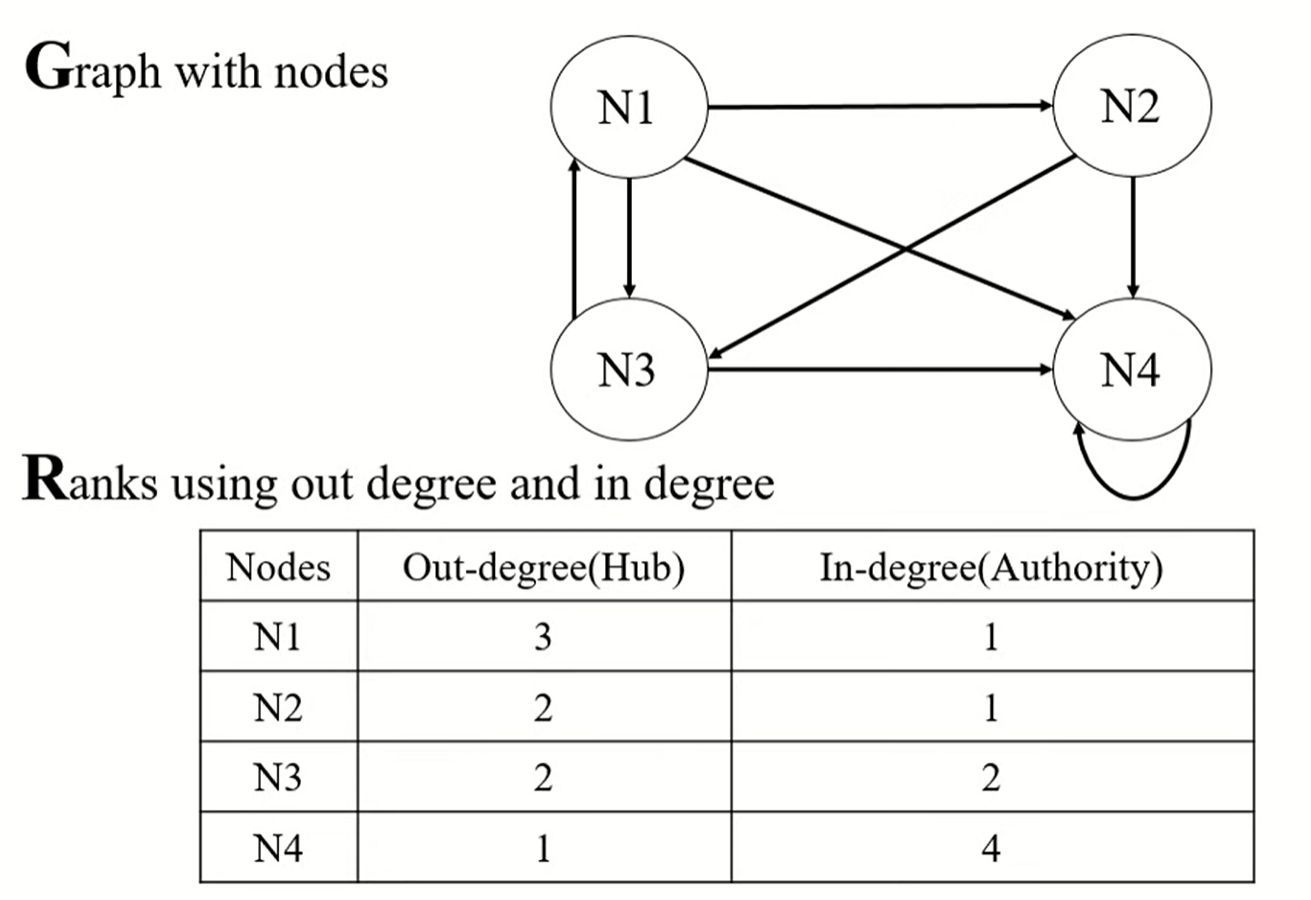 Graph with nodes
N1
N2
N3
N4
Ranks using out degree and in degree
Nodes Out-degree(Hub) In-degree(Authority)
N1 3 1
N2 2 1
N3 2 2
N4 1 4